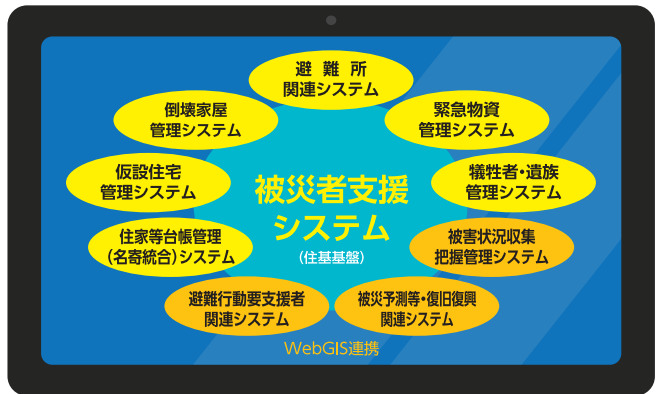 避難所
関連システム
倒壊家屋
管理システム
緊急物資
管理システム
仮設住宅
管理システム
被災者支援
システム
(住基基盤)
犠牲者・遺族
管理システム
住家等台帳管理
(名寄統合)システム
被害状況収集
把握管理システム
避難行動要支援者
関連システム
被災予測等・復旧復興
関連システム
WebGIS連携